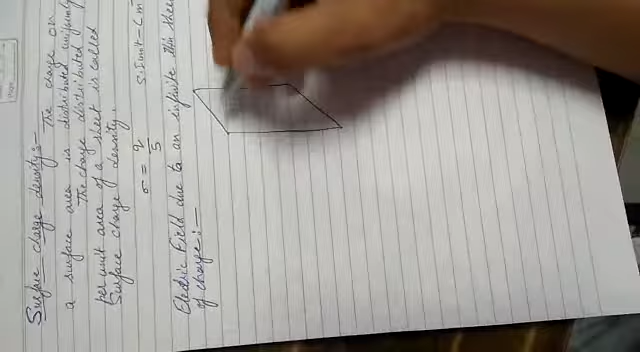 Surface charge density:- The charge on
a surface area is distributed uniformly
The charge distributed
per unit area of a sheet is called
Surface charge density.
σ = q/S S.I unit - C m
Electric Field due to an infinite thin sheet
of charge:-